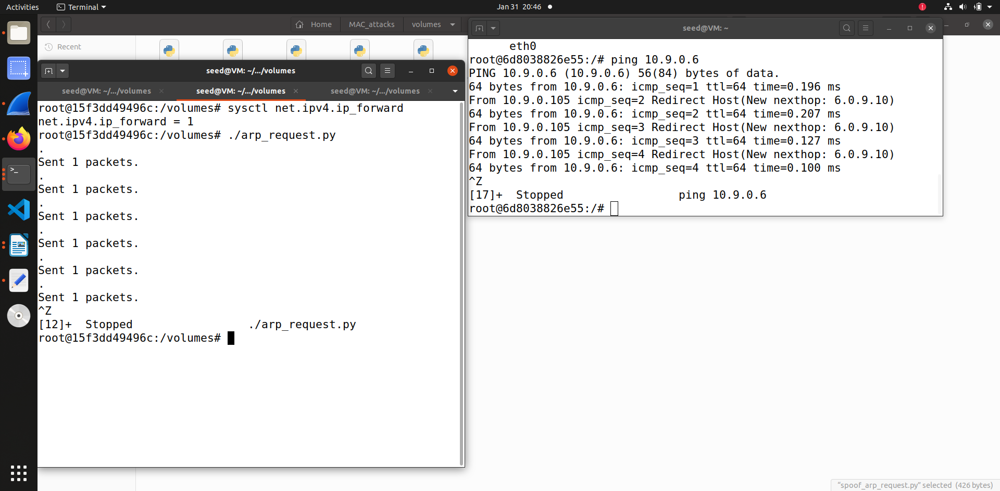 Activities
Terminal
Jan 31 20:46
Home
MAC_attacks
volumes
Recent
seed@VM: ~/.../volumes
seed@VM: ~/.../volumes
seed@VM: ~/.../volumes
seed@VM: ~/.../volumes
root@15f3dd49496c:/volumes# sysctl net.ipv4.ip_forward
net.ipv4.ip_forward = 1
root@15f3dd49496c:/volumes# ./arp_request.py
.
Sent 1 packets.
.
Sent 1 packets.
.
Sent 1 packets.
.
Sent 1 packets.
.
Sent 1 packets.
.
Sent 1 packets.
^Z
[12]+  Stopped                 ./arp_request.py
root@15f3dd49496c:/volumes#
seed@VM: ~
eth0
root@6d8038826e55:/# ping 10.9.0.6
PING 10.9.0.6 (10.9.0.6) 56(84) bytes of data.
64 bytes from 10.9.0.6: icmp_seq=1 ttl=64 time=0.196 ms
From 10.9.0.105 icmp_seq=2 Redirect Host(New nexthop: 6.0.9.10)
64 bytes from 10.9.0.6: icmp_seq=2 ttl=64 time=0.207 ms
From 10.9.0.105 icmp_seq=3 Redirect Host(New nexthop: 6.0.9.10)
64 bytes from 10.9.0.6: icmp_seq=3 ttl=64 time=0.127 ms
From 10.9.0.105 icmp_seq=4 Redirect Host(New nexthop: 6.0.9.10)
64 bytes from 10.9.0.6: icmp_seq=4 ttl=64 time=0.100 ms
^Z
[17]+  Stopped                 ping 10.9.0.6
root@6d8038826e55:/#
“spoof_arp_request.py” selected (426 bytes)